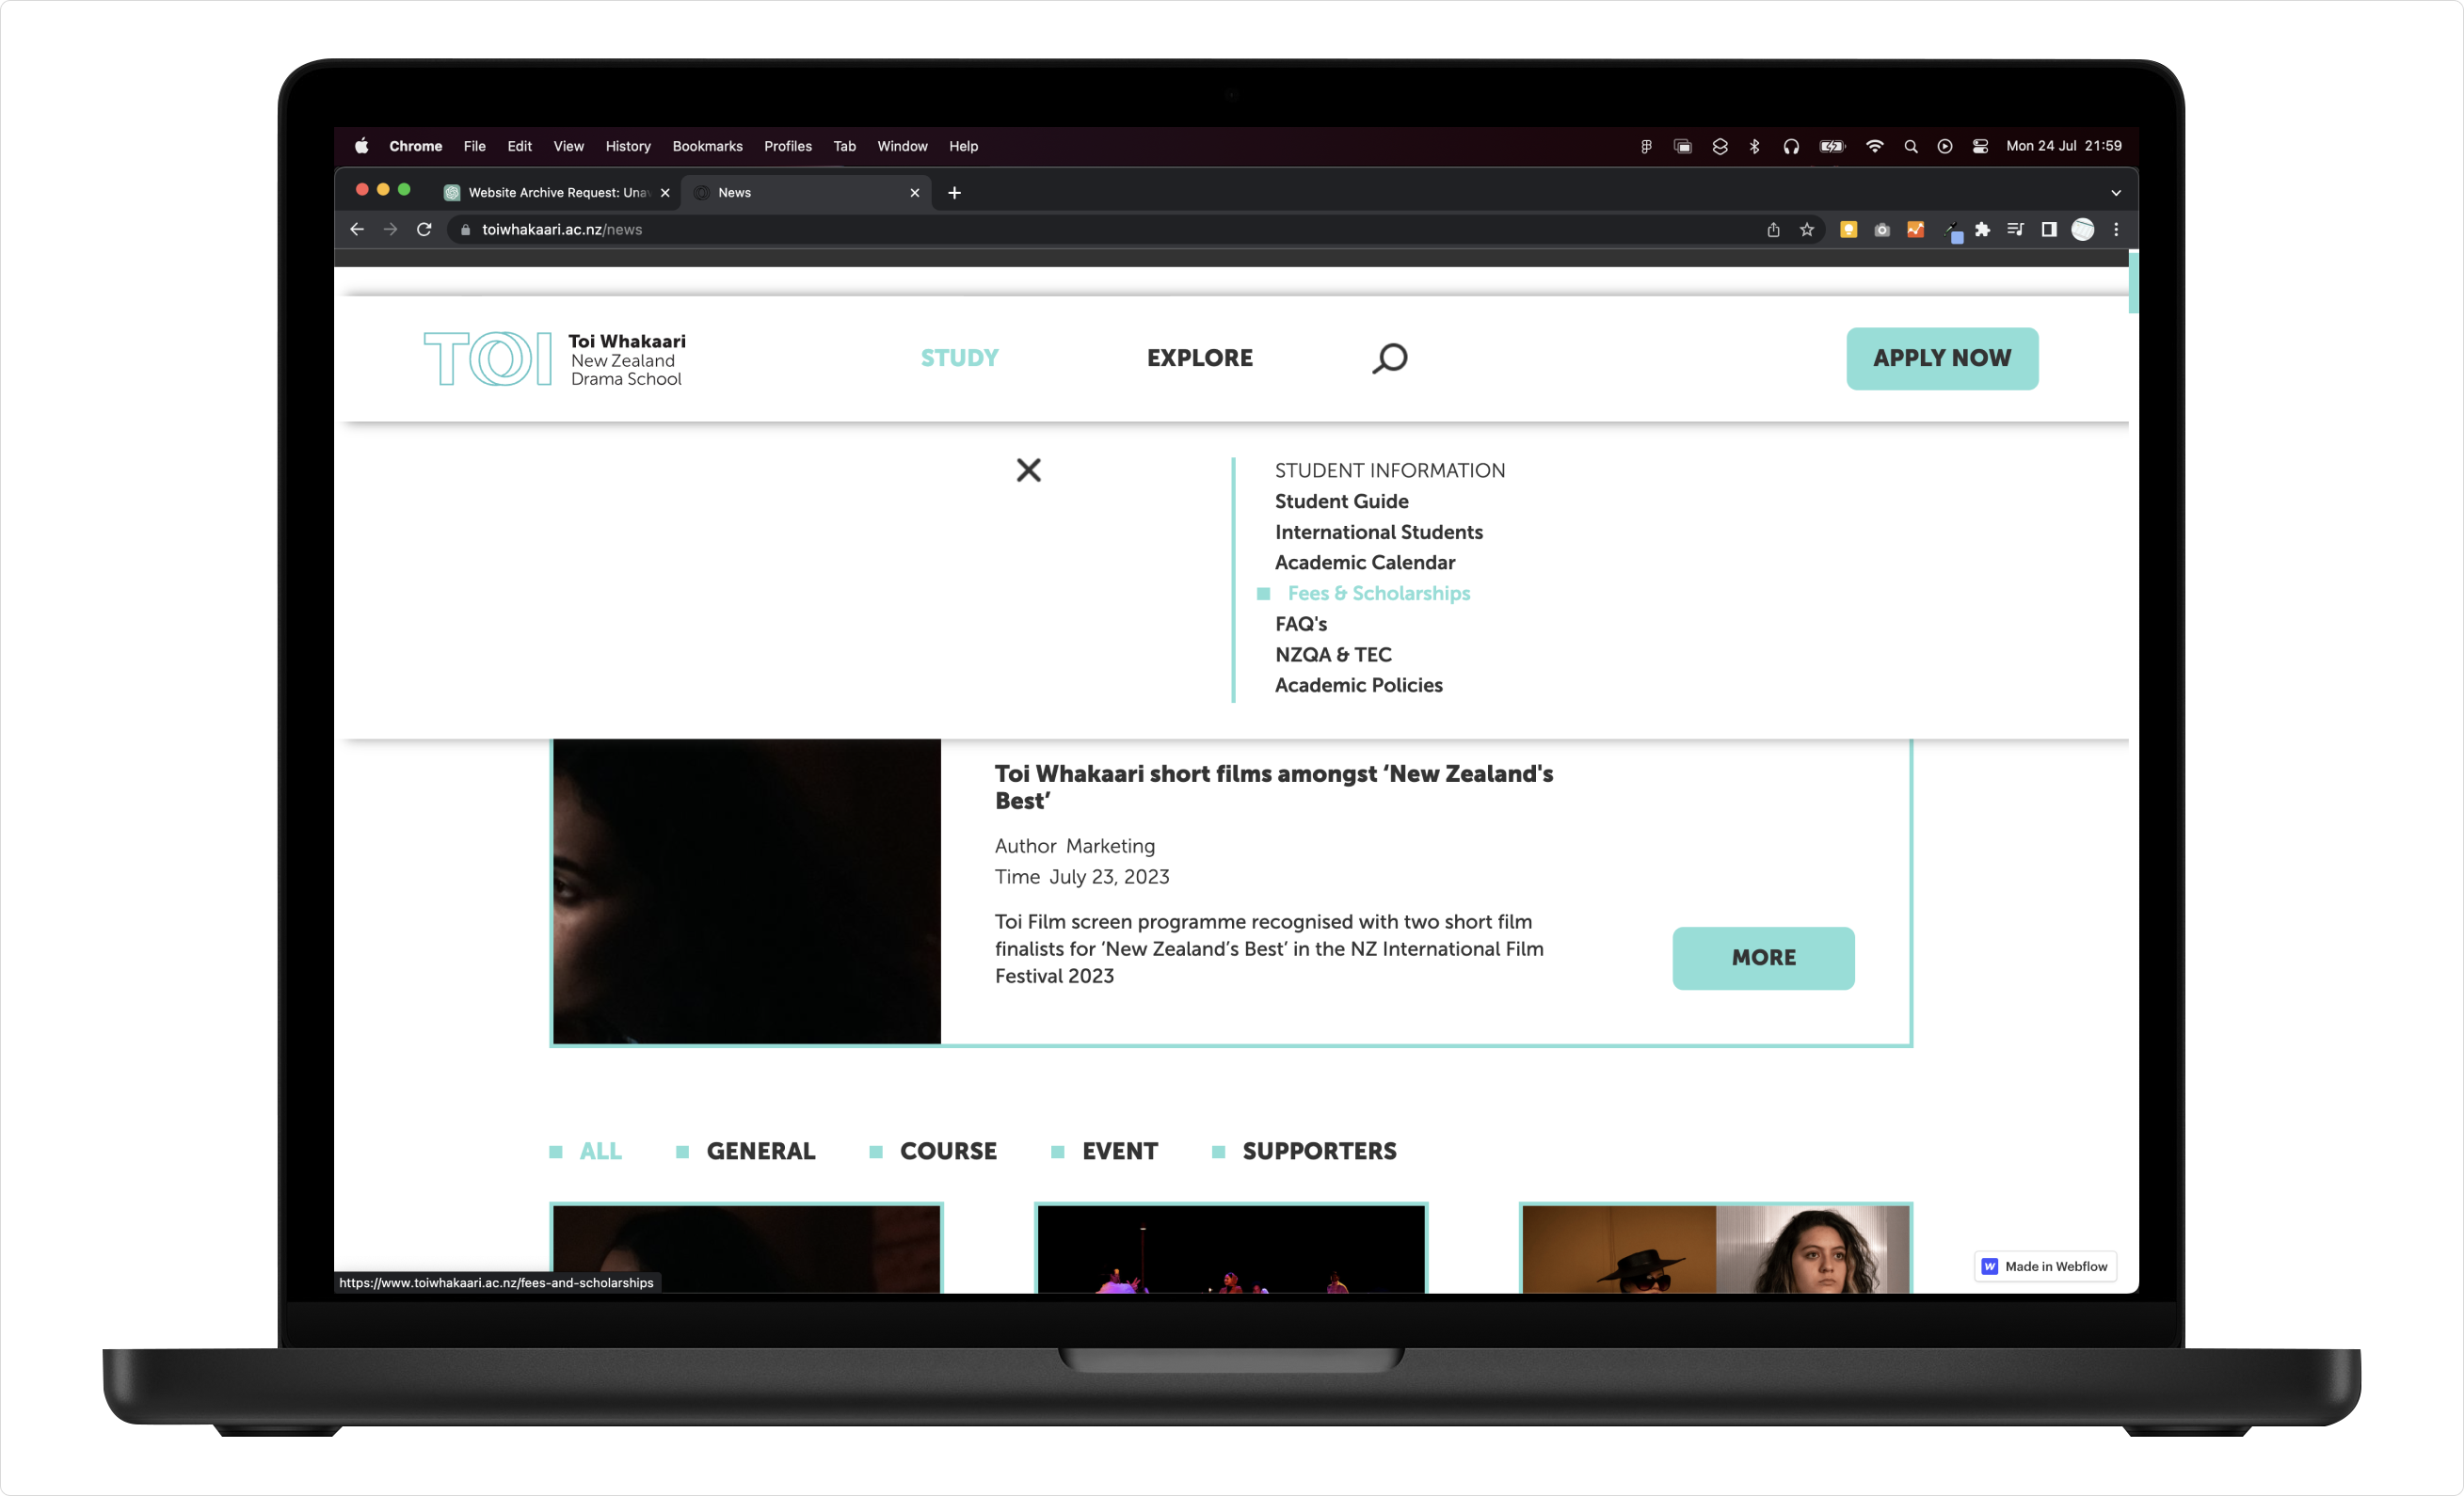 Chrome File Edit View History Bookmarks Profiles Tab Window Help Mon 24 Jul 21:59
Website Archive Request: Una News
toiwhakaari.ac.nz/news
TOI
Toi Whakaari
New Zealand
Drama School
STUDY EXPLORE APPLY NOW
STUDENT INFORMATION
Student Guide
International Students
Academic Calendar
Fees & Scholarships
FAQ's
NZQA & TEC
Academic Policies
Toi Whakaari short films amongst ‘New Zealand's
Best’
Author Marketing
Time July 23, 2023
Toi Film screen programme recognised with two short film
finalists for ’New Zealand’s Best’ in the NZ International Film
Festival 2023
MORE
ALL GENERAL COURSE EVENT SUPPORTERS
https://www.toiwhakaari.ac.nz/fees-and-scholarships
Made in Webflow